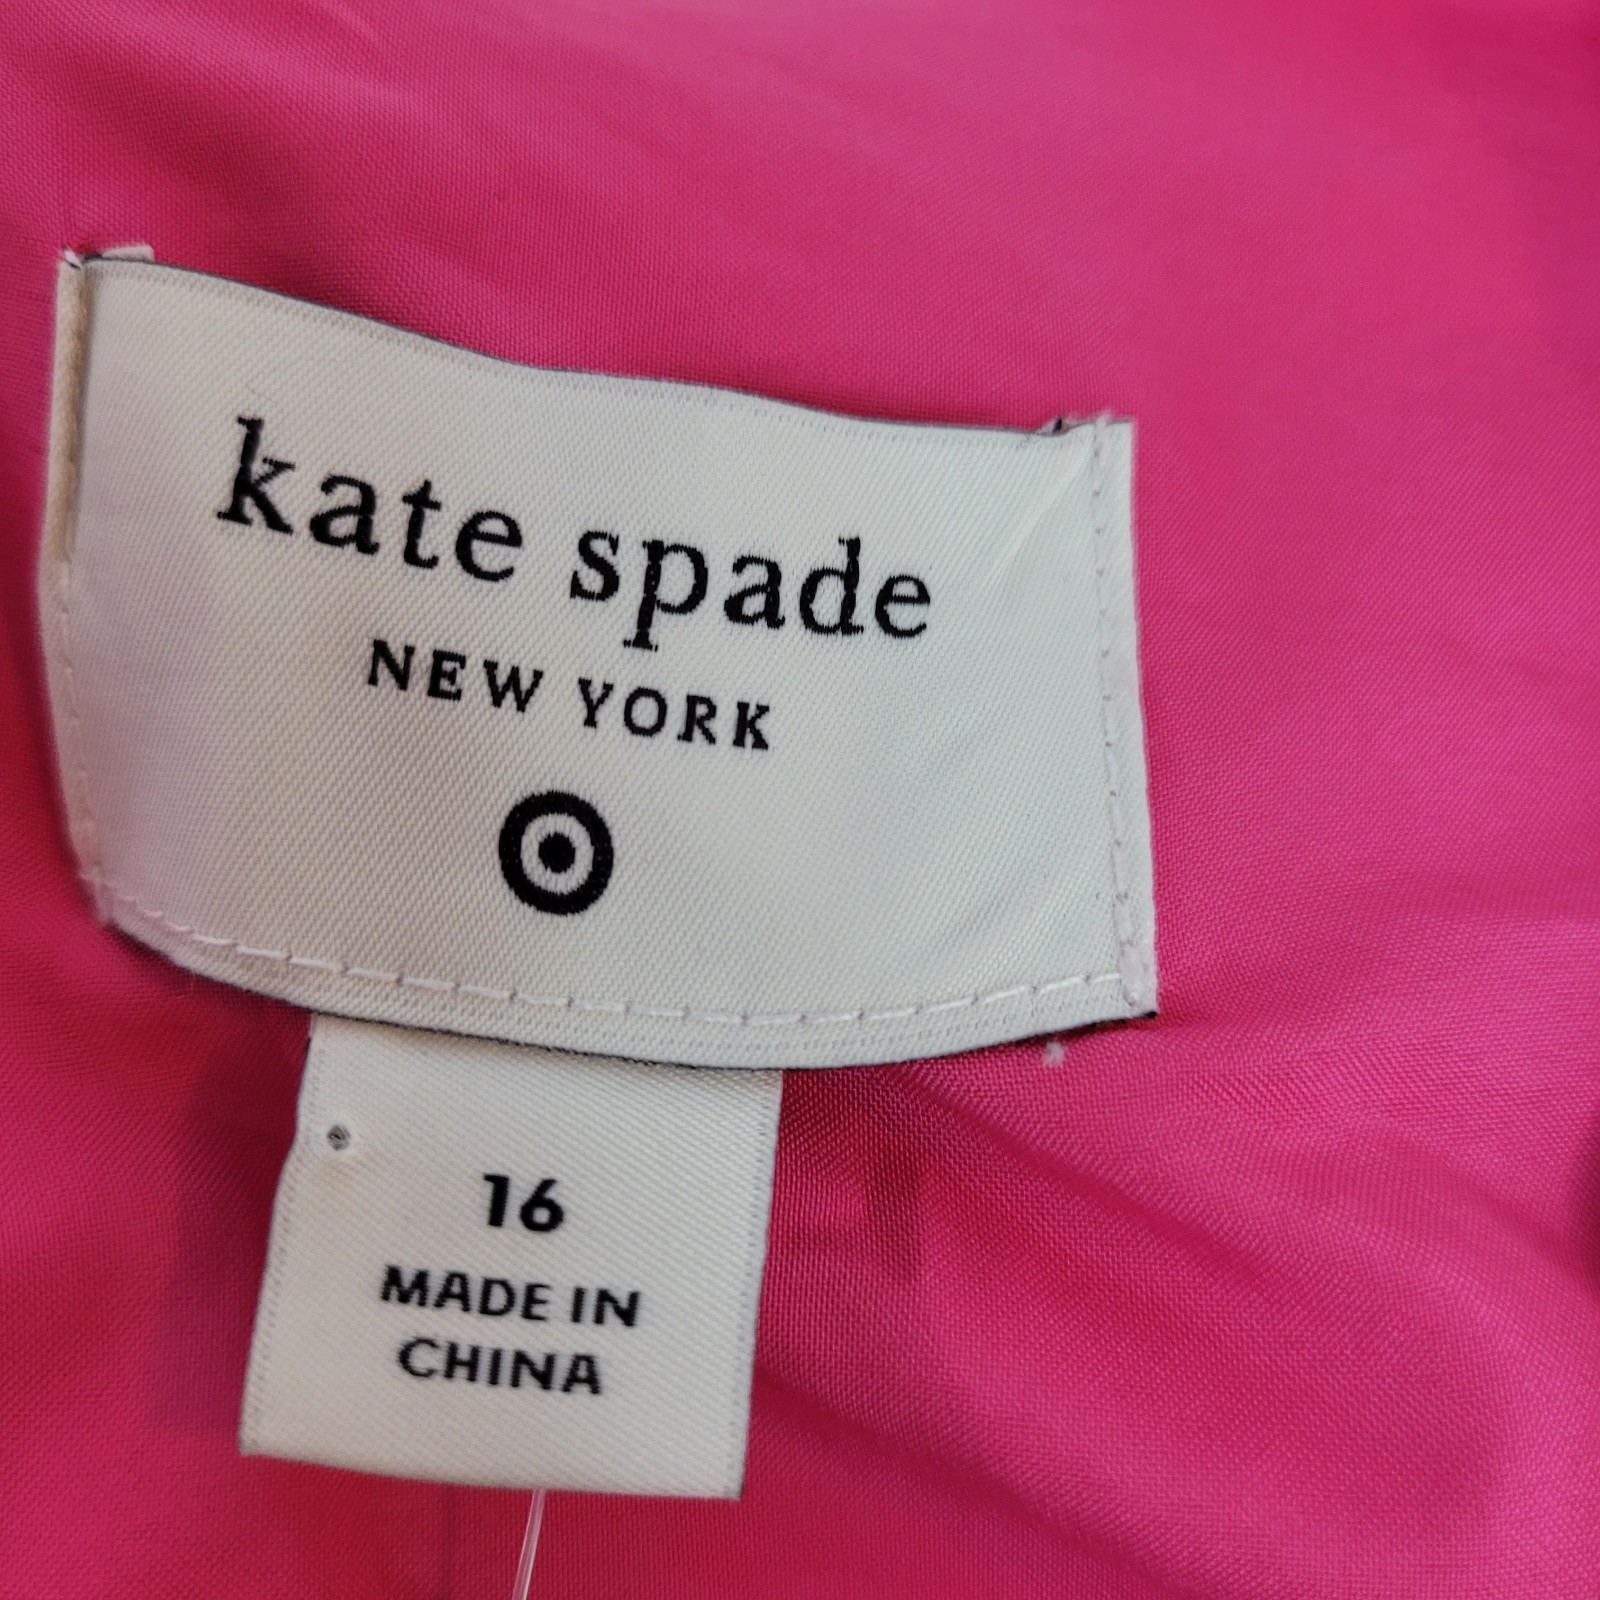 kate spade
NEW YORK
16
MADE IN
CHINA